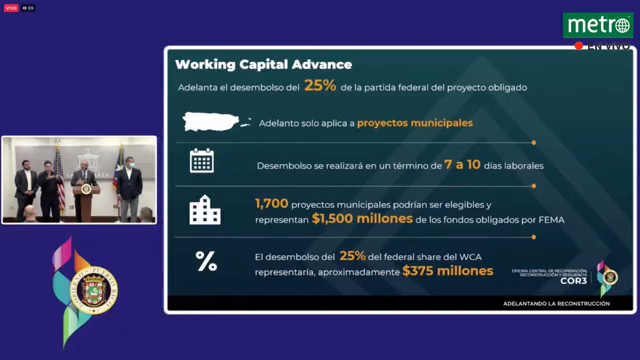 VIVO
metro
EN VIVO
Working Capital Advance
Adelanta el desembolso del 25% de la partida federal del proyecto obligado
Adelanto solo aplica a proyectos municipales
Desembolso se realizará en un término de 7 a 10 días laborales
1,700 proyectos municipales podrían ser elegibles y
representan $1,500 millones de los fondos obligados por FEMA
%
El desembolso del 25% del federal share del WCA
representaría, aproximadamente $375 millones
OFICINA CENTRAL DE RECUPERACIÓN,
RECONSTRUCCIÓN Y RESILIENCIA
COR3
ADELANTANDO LA RECONSTRUCCIÓN